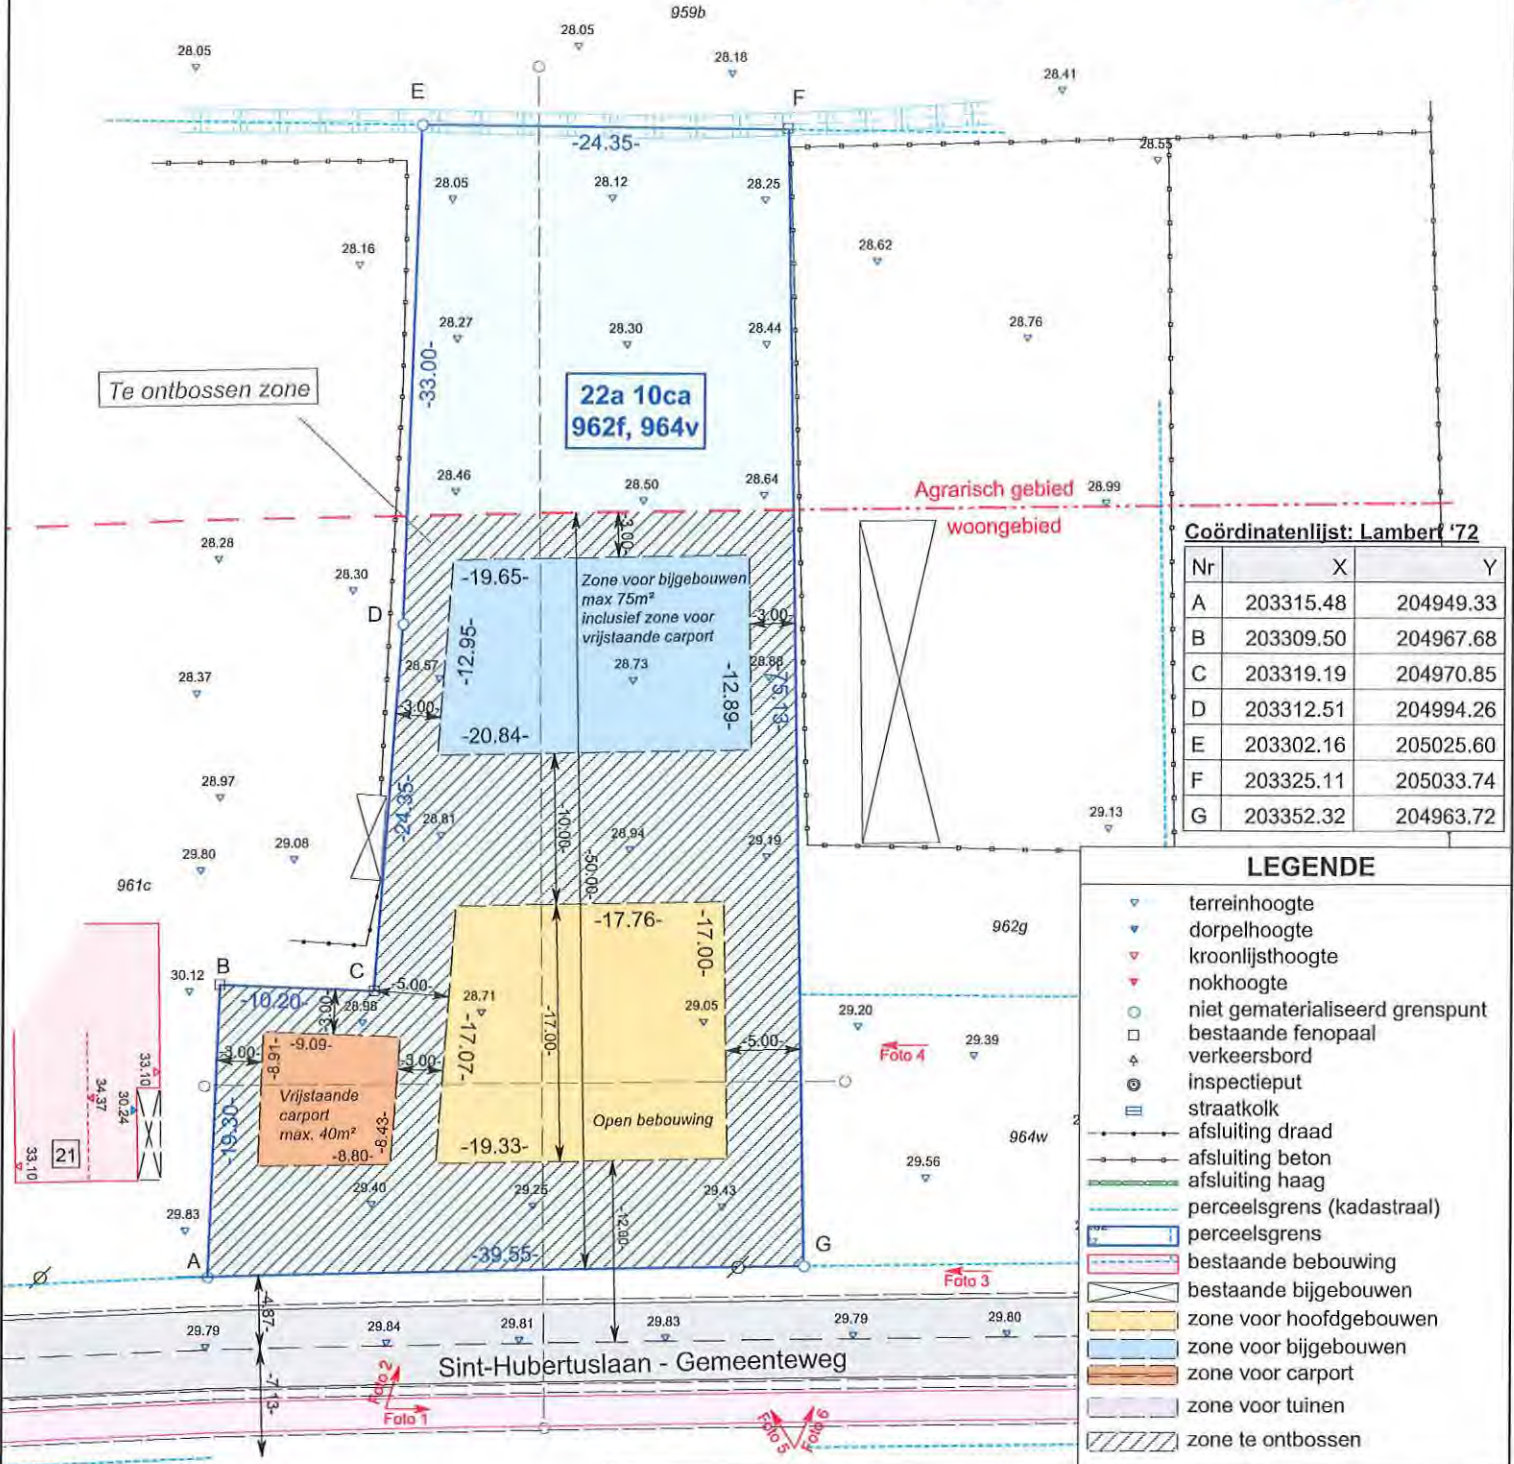 959b
28.05
28.05
28.18
28.41
E
F
-24.35-
28.55
28.05
28.12
28.25
28.16
28.62
28.27
28.30
28.44
28.76
-33.00-
Te ontbossen zone
22a 10ca
962f, 964v
28.46
28.50
28.64
Agrarisch gebied
28.99
woongebied
-3.00-
28.28
28.30
D
-19.65-
Zone voor bijgebouwen
max 75m²
inclusief zone voor
vrijstaande carport
-3.00-
-12.95-
28.57
28.73
28.88
-12.89-
-75.13-
28.37
-3.00-
-20.84-
28.97
-24.35-
28.81
-10.00-
28.94
29.19
29.13
29.80
29.08
-50.00-
961c
-17.76-
-17.00-
962g
30.12
B
C
-10.20-
-5.00-
-3.00-
28.98
28.71
29.05
29.20
29.39
-17.00-
-17.07-
-3.00-
-8.91-
-9.09-
-3.00-
-5.00-
Foto 4
33.10
34.37
30.24
21
33.10
-19.30-
Vrijstaande
carport
max. 40m²
-8.43-
-8.80-
-19.33-
Open bebouwing
964w
29.56
29.40
29.25
29.43
29.83
-12.00-
A
-39.55-
G
Foto 3
-4.87-
29.79
29.84
29.81
29.83
29.79
29.80
Sint-Hubertuslaan - Gemeenteweg
-7.13-
Foto 2
Foto 1
Foto 5
Foto 6
Coördinatenlijst: Lambert '72
Nr X Y
A 203315.48 204949.33
B 203309.50 204967.68
C 203319.19 204970.85
D 203312.51 204994.26
E 203302.16 205025.60
F 203325.11 205033.74
G 203352.32 204963.72
LEGENDE
terreinhoogte
dorpelhoogte
kroonlijsthoogte
nokhoogte
niet gematerialiseerd grenspunt
bestaande fenopaal
verkeersbord
inspectieput
straatkolk
afsluiting draad
afsluiting beton
afsluiting haag
perceelsgrens (kadastraal)
perceelsgrens
bestaande bebouwing
bestaande bijgebouwen
zone voor hoofdgebouwen
zone voor bijgebouwen
zone voor carport
zone voor tuinen
zone te ontbossen